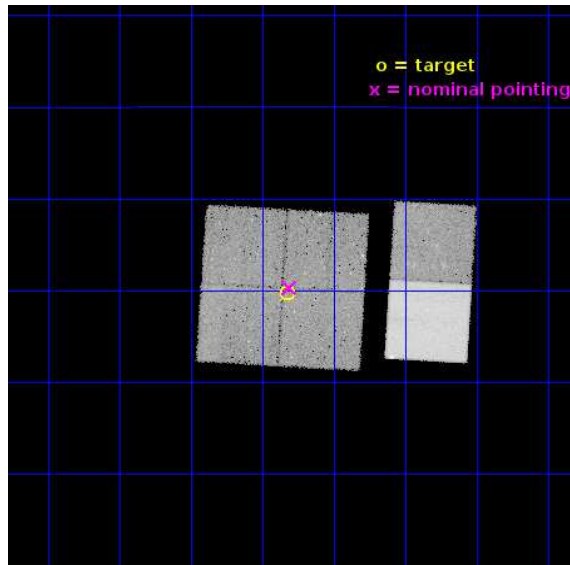 o = target
x = nominal pointing